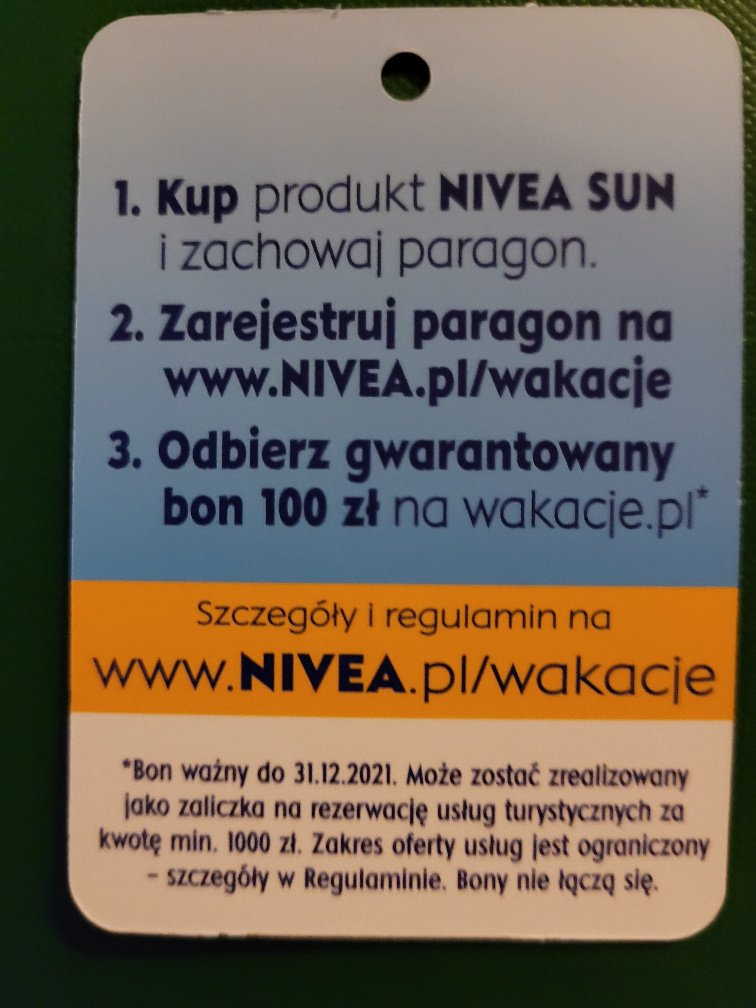 1. Kup produkt NIVEA SUN
i zachowaj paragon.
2. Zarejestruj paragon na
www.NIVEA.pl/wakacje
3. Odbierz gwarantowany
bon 100 zł na wakacje.pl*
Szczegóły i regulamin na
www.NIVEA.pl/wakacje
*Bon ważny do 31.12.2021. Może zostać zrealizowany
jako zaliczka na rezerwację usług turystycznych za
kwotę min. 1000 zł. Zakres oferty usług jest ograniczony
– szczegóły w Regulaminie. Bony nie łączą się.